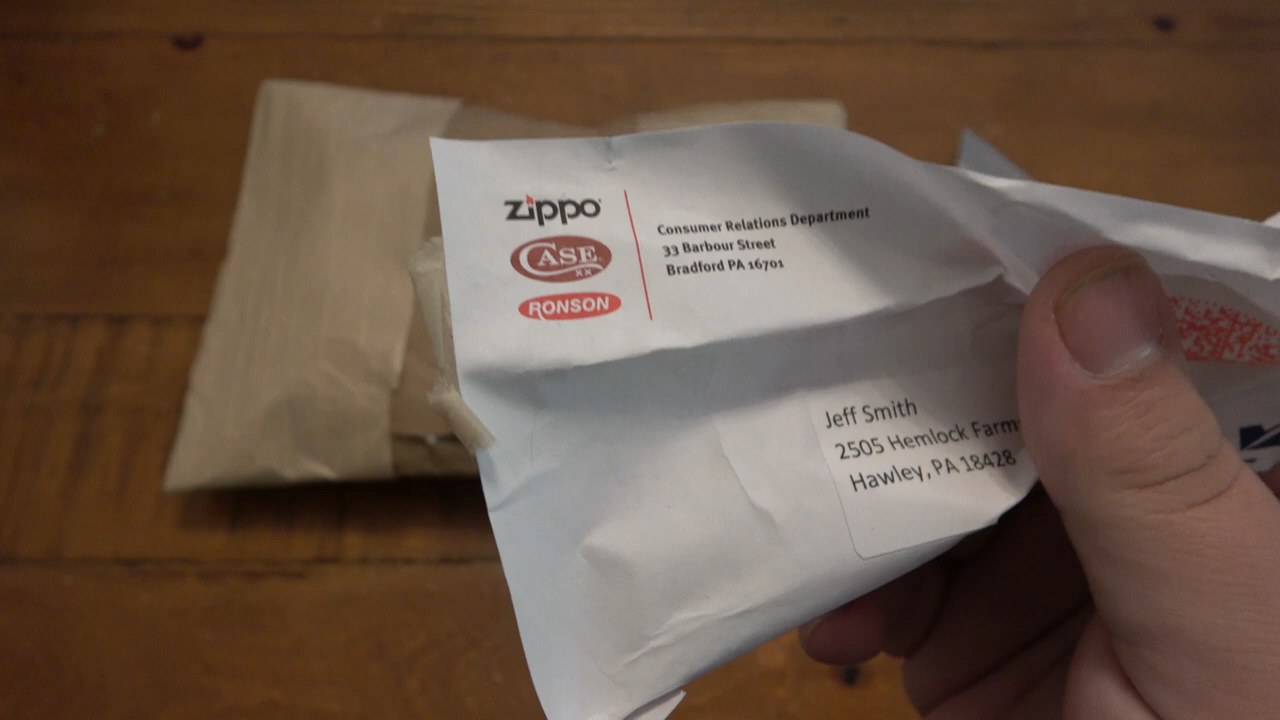 zippo
CASE
XX
RONSON
Consumer Relations Department
33 Barbour Street
Bradford PA 16701
Jeff Smith
2505 Hemlock Farm
Hawley, PA 18428